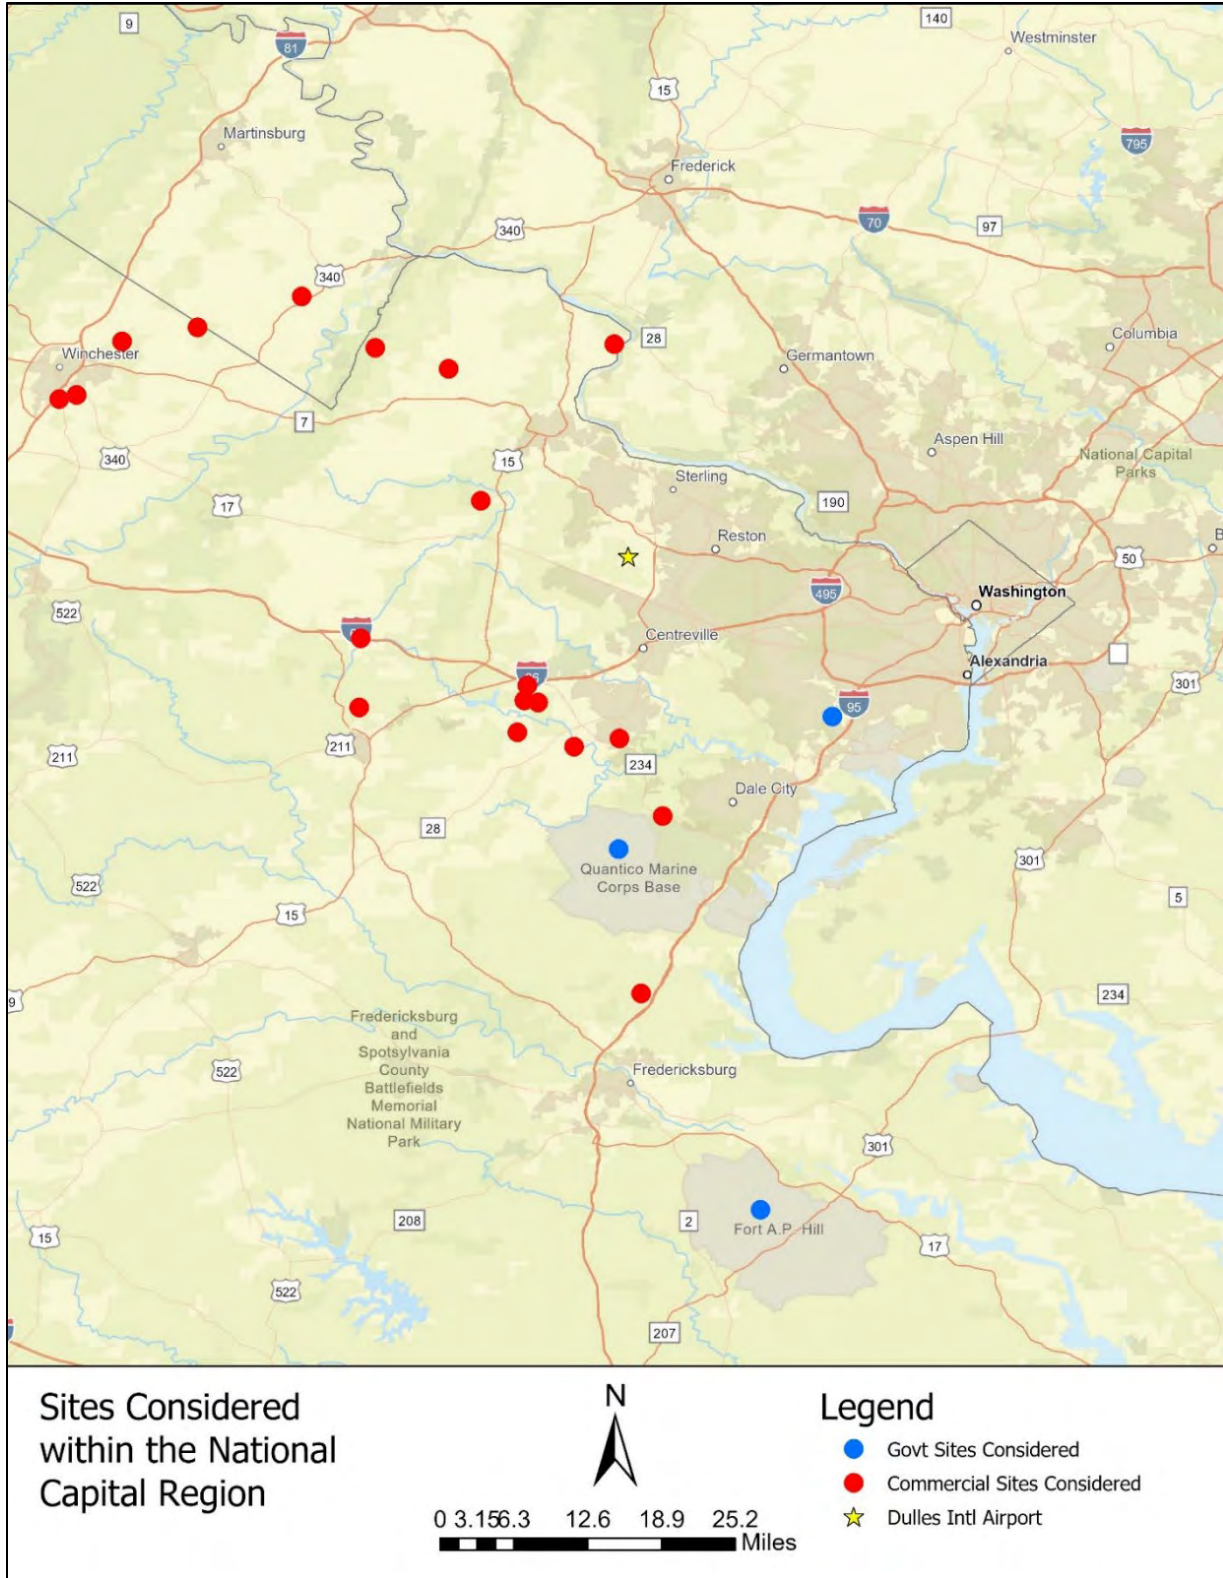 9
140
Westminster
81
15
Martinsburg
795
Frederick
70
97
340
340
28
Columbia
Winchester
Germantown
7
Aspen Hill
340
15
National Capital
Parks
Sterling
190
17
Reston
50
B
495
Washington
522
Centreville
Alexandria
66
301
95
211
211
234
Dale City
28
301
Quantico Marine
Corps Base
522
5
15
9
234
Fredericksburg
and
Spotsylvania
County
Battlefields
Memorial
National Military
Park
522
Fredericksburg
301
208
2
Fort A.P. Hill
15
17
522
207
Sites Considered
within the National
Capital Region
N
0 3.15 6.3 12.6 18.9 25.2
Miles
Legend
Govt Sites Considered
Commercial Sites Considered
Dulles Intl Airport